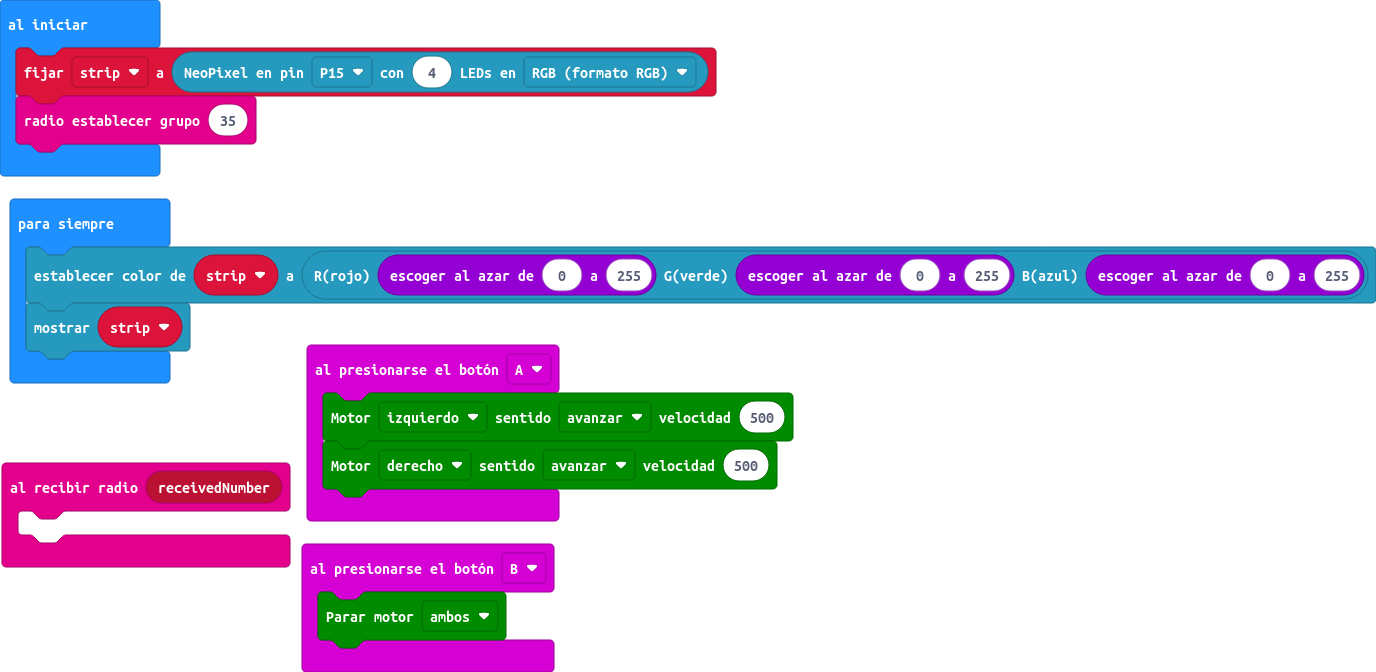 al iniciar
fijar strip a NeoPixel en pin P15 con 4 LEDs en RGB (formato RGB)
radio establecer grupo 35
para siempre
establecer color de strip a R(rojo) escoger al azar de 0 a 255 G(verde) escoger al azar de 0 a 255 B(azul) escoger al azar de 0 a 255
mostrar strip
al presionarse el botón A
Motor izquierdo sentido avanzar velocidad 500
Motor derecho sentido avanzar velocidad 500
al recibir radio receivedNumber
al presionarse el botón B
Parar motor ambos